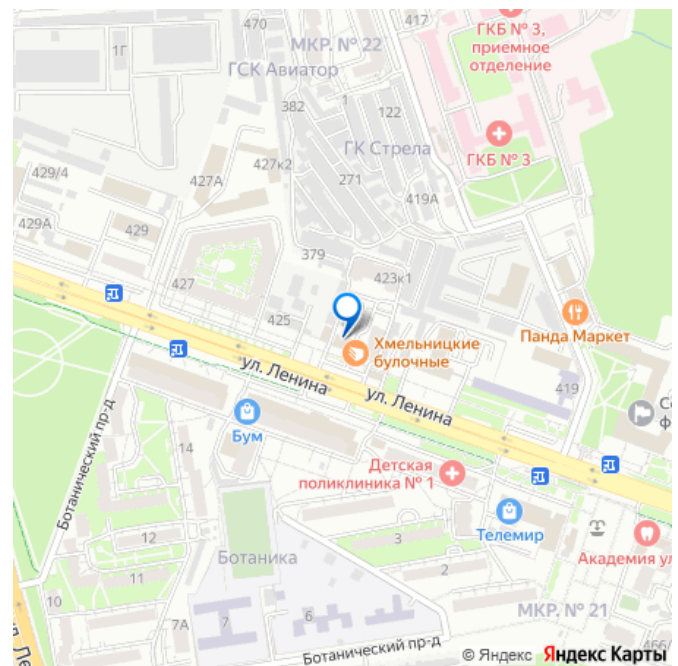 470
417
МКР. № 22
ГКБ № 3,
приемное
отделение
1Г
ГСК Авиатор
382
1
122
ГК Стрела
ГКБ № 3
427к2
429/4
427А
271
419А
429А
429
379
423к1
427
425
Панда Маркет
Хмельницкие
булочные
ул. Ленина
ул. Ленина
419
Бум
Ботанический пр-д
14
Детская
поликлиника № 1
Телемир
12
3
Ботаника
11
2
10
7А
7
6
МКР. № 21
Ботанический пр-д
© Яндекс Яндекс Карты